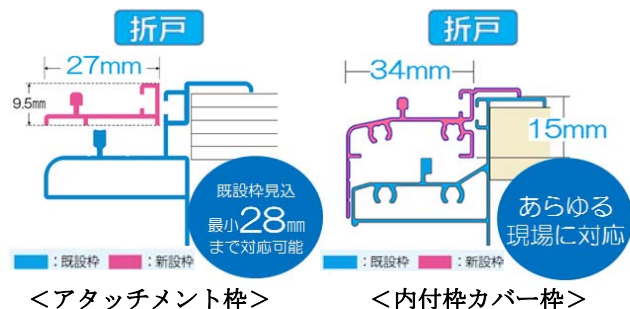 折戸
27mm
9.5mm
既設枠見込
最小28mm
まで対応可能
：既設枠 ：新設枠
＜アタッチメント枠＞
折戸
34mm
15mm
あらゆる
現場に対応
：既設枠 ：新設枠
＜内付枠カバー枠＞